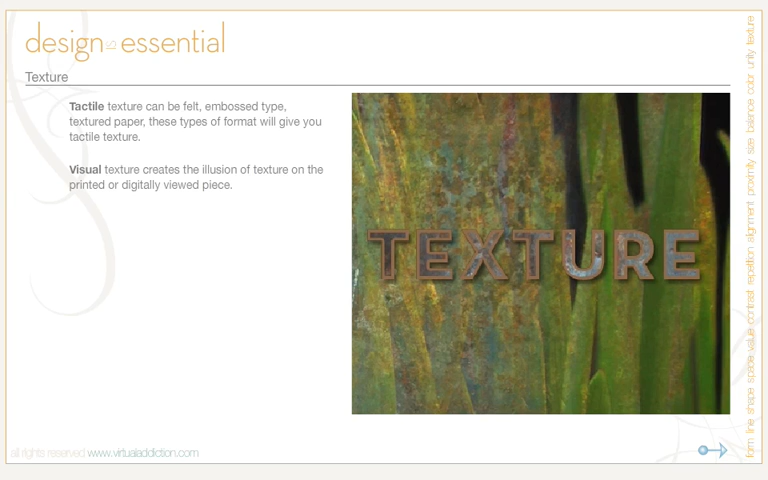 design is essential
Texture
Tactile texture can be felt, embossed type,
textured paper, these types of format will give you
tactile texture.
Visual texture creates the illusion of texture on the
printed or digitally viewed piece.
TEXTURE
form line shape space value contrast repetition alignment proximity size balance color unity texture
all rights reserved www.virtualaddiction.com